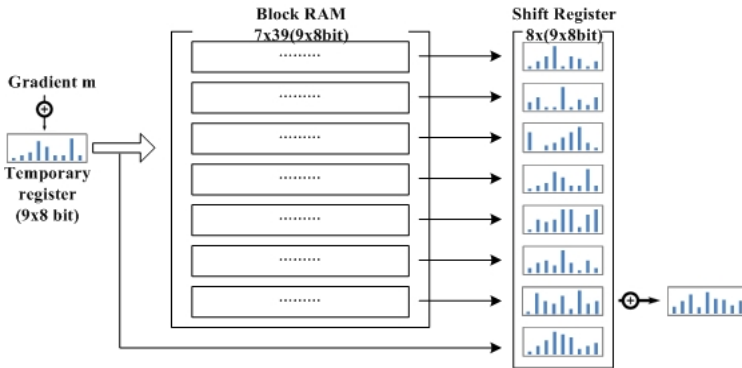 Block RAM
7x39(9x8bit)
Shift Register
8x(9x8bit)
Gradient m
Temporary
register
(9x8 bit)
.........
.........
.........
.........
.........
.........
.........